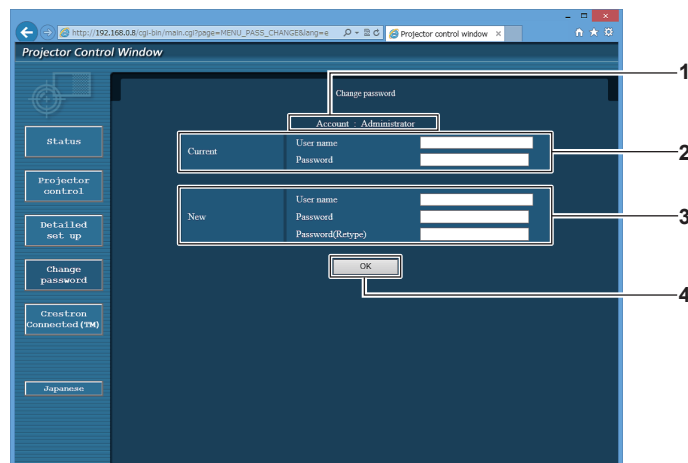 http://192.168.0.8/cgi-bin/main.cgi?page=MENU_PASS_CHANGE&lang=e
Projector control window
Projector Control Window
Change password
1
Account : Administrator
Status
Current
User name
Password
2
Projector
control
New
User name
Password
Password(Retype)
3
Detailed
set up
Change
password
OK
4
Crestron
Connected(TM)
Japanese